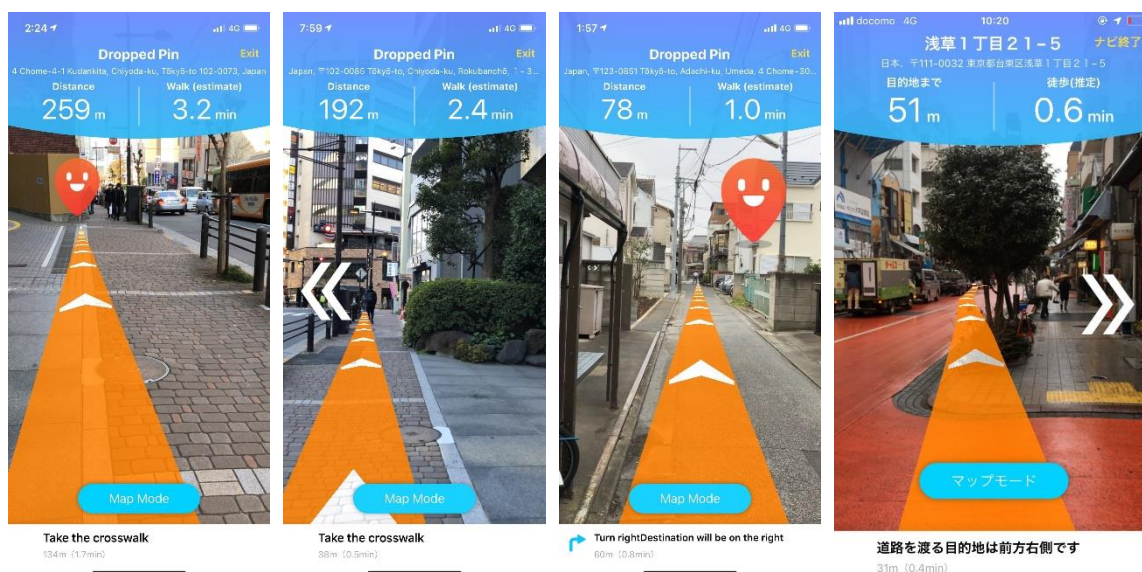 2:24
4G
Dropped Pin
Exit
4 Chome-4-1 Kudankita, Chiyoda-ku, Tōkyō-to 102-0073, Japan
Distance
Walk (estimate)
259 m
3.2 min
Map Mode
Take the crosswalk
134m (1.7min)
7:59
4G
Dropped Pin
Exit
Japan, 〒102-0085 Tōkyō-to, Chiyoda-ku, Rokubanchō, 1−3...
Distance
Walk (estimate)
192 m
2.4 min
Map Mode
Take the crosswalk
38m (0.5min)
1:57
4G
Dropped Pin
Exit
Japan, 〒123-0851 Tōkyō-to, Adachi-ku, Umeda, 4 Chome−30...
Distance
Walk (estimate)
78 m
1.0 min
Map Mode
Turn rightDestination will be on the right
60m (0.8min)
docomo 4G
10:20
浅草1丁目21−5
ナビ終了
日本、〒111-0032 東京都台東区浅草1丁目21−5
目的地まで
徒歩(推定)
51 m
0.6 min
マップモード
道路を渡る目的地は前方右側です
31m (0.4min)